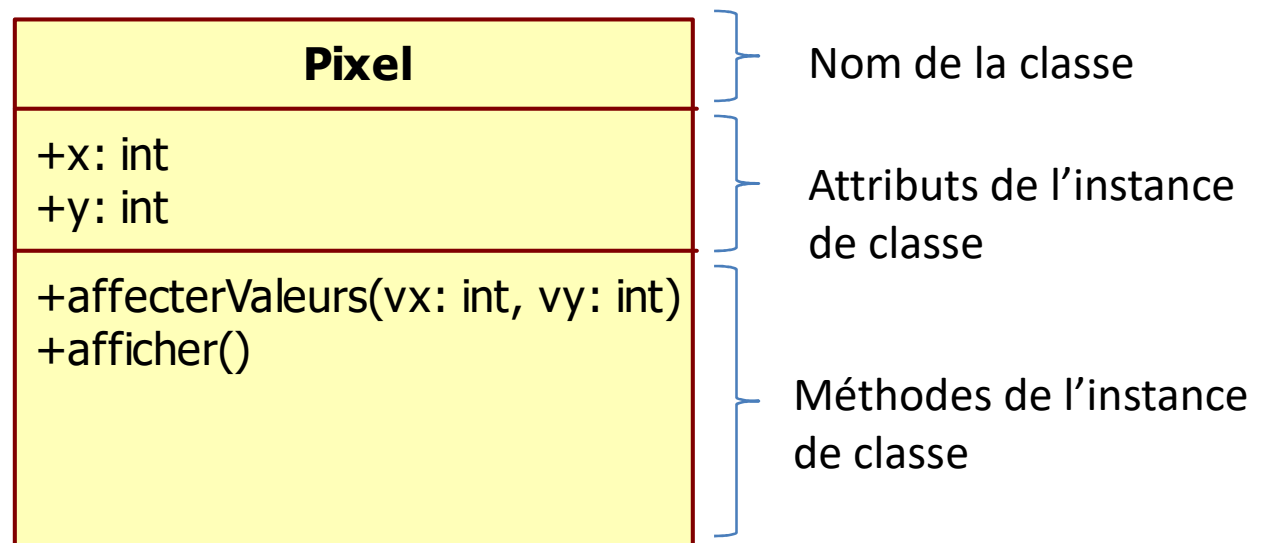 Pixel
Nom de la classe
+x: int
+y: int
Attributs de l’instance
de classe
+affecterValeurs(vx: int, vy: int)
+afficher()
Méthodes de l’instance
de classe